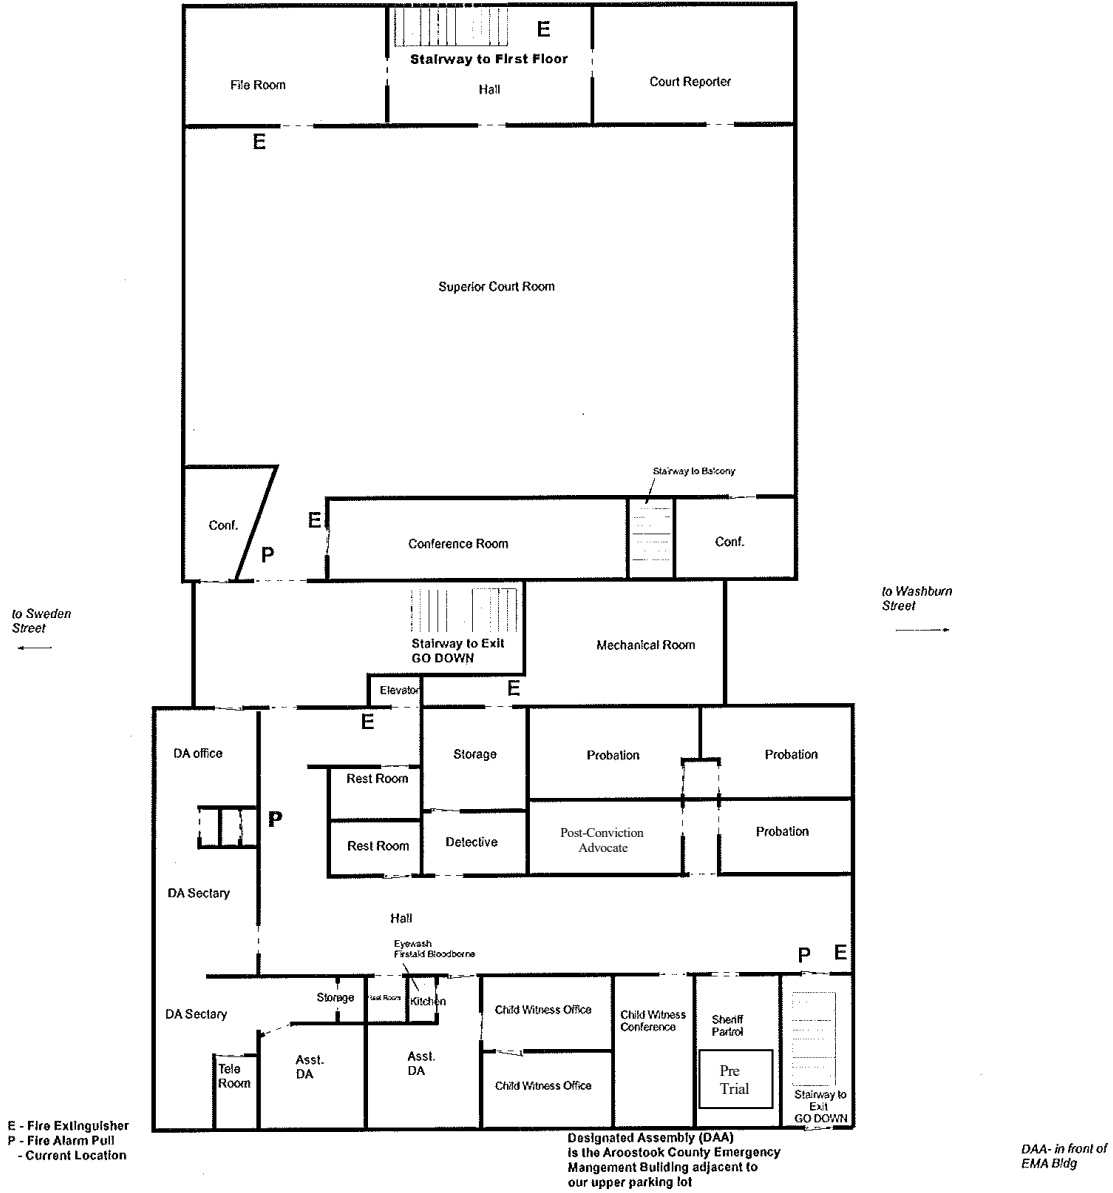 E
Stairway to First Floor
File Room
Hall
Court Reporter
E
Superior Court Room
Stairway to Balcony
Conf.
E
P
Conference Room
Conf.
to Sweden
Street
to Washburn
Street
Stairway to Exit
GO DOWN
Mechanical Room
Elevator
E
E
DA office
Storage
Probation
Probation
Rest Room
P
Rest Room
Detective
Post-Conviction
Advocate
Probation
DA Sectary
Hall
Eyewash
Firstaid Bloodborne
P
E
DA Sectary
Storage
Rest Room
Kitchen
Child Witness Office
Child Witness
Conference
Sheriff
Partrol
Tele
Room
Asst.
DA
Asst.
DA
Child Witness Office
Pre
Trial
Stairway to
Exit
GO DOWN
E - Fire Extinguisher
P - Fire Alarm Pull
- Current Location
Designated Assembly (DAA)
is the Aroostook County Emergency
Mangement Building adjacent to
our upper parking lot
DAA- in front of
EMA Bldg